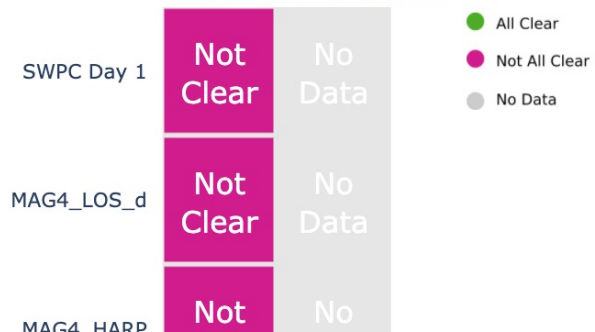 SWPC Day 1
Not
Clear
No
Data
MAG4_LOS_d
Not
Clear
No
Data
MAG4_HARP
Not
No
All Clear
Not All Clear
No Data